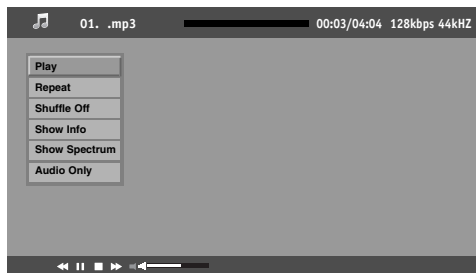 01. .mp3 00:03/04:04 128kbps 44kHZ
Play
Repeat
Shuffle Off
Show Info
Show Spectrum
Audio Only